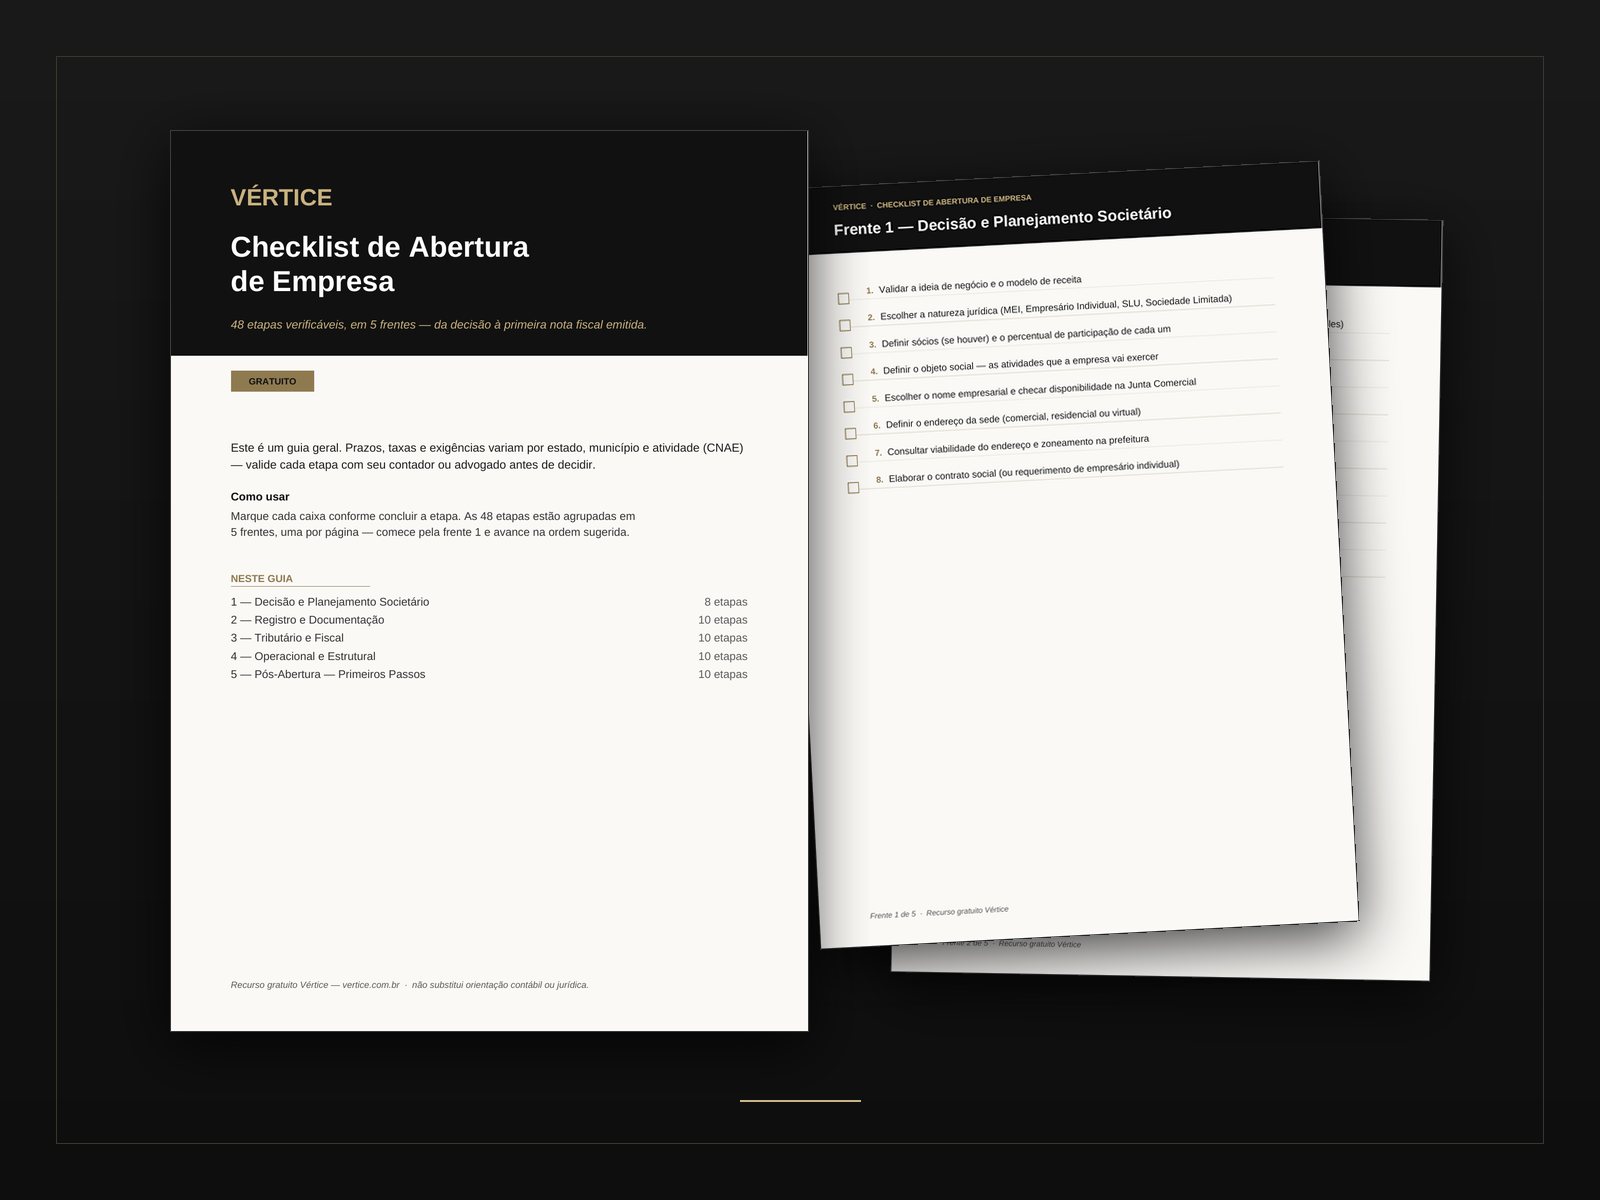 VÉRTICE
Checklist de Abertura
de Empresa
48 etapas verificáveis, em 5 frentes — da decisão à primeira nota fiscal emitida.
GRATUITO
Este é um guia geral. Prazos, taxas e exigências variam por estado, município e atividade (CNAE)
— valide cada etapa com seu contador ou advogado antes de decidir.
Como usar
Marque cada caixa conforme concluir a etapa. As 48 etapas estão agrupadas em
5 frentes, uma por página — comece pela frente 1 e avance na ordem sugerida.
NESTE GUIA
1 — Decisão e Planejamento Societário 8 etapas
2 — Registro e Documentação 10 etapas
3 — Tributário e Fiscal 10 etapas
4 — Operacional e Estrutural 10 etapas
5 — Pós-Abertura — Primeiros Passos 10 etapas
Recurso gratuito Vértice — vertice.com.br · não substitui orientação contábil ou jurídica.
VÉRTICE · CHECKLIST DE ABERTURA DE EMPRESA
Frente 1 — Decisão e Planejamento Societário
1. Validar a ideia de negócio e o modelo de receita
2. Escolher a natureza jurídica (MEI, Empresário Individual, SLU, Sociedade Limitada)
3. Definir sócios (se houver) e o percentual de participação de cada um
4. Definir o objeto social — as atividades que a empresa vai exercer
5. Escolher o nome empresarial e checar disponibilidade na Junta Comercial
6. Definir o endereço da sede (comercial, residencial ou virtual)
7. Consultar viabilidade do endereço e zoneamento na prefeitura
8. Elaborar o contrato social (ou requerimento de empresário individual)
Frente 1 de 5 · Recurso gratuito Vértice
les)
Frente 2 de 5 · Recurso gratuito Vértice